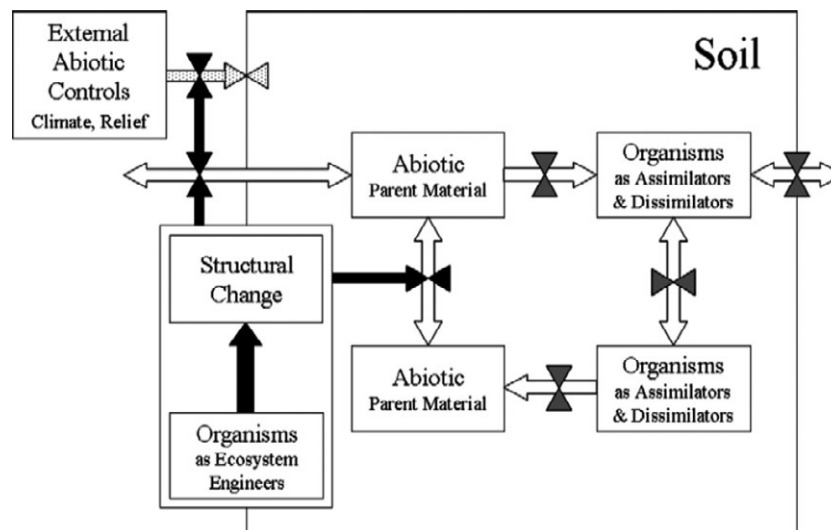 External
Abiotic
Controls
Climate, Relief
Soil
Abiotic
Parent Material
Organisms
as Assimilators
& Dissimilators
Structural
Change
Abiotic
Parent Material
Organisms
as Assimilators
& Dissimilators
Organisms
as Ecosystem
Engineers